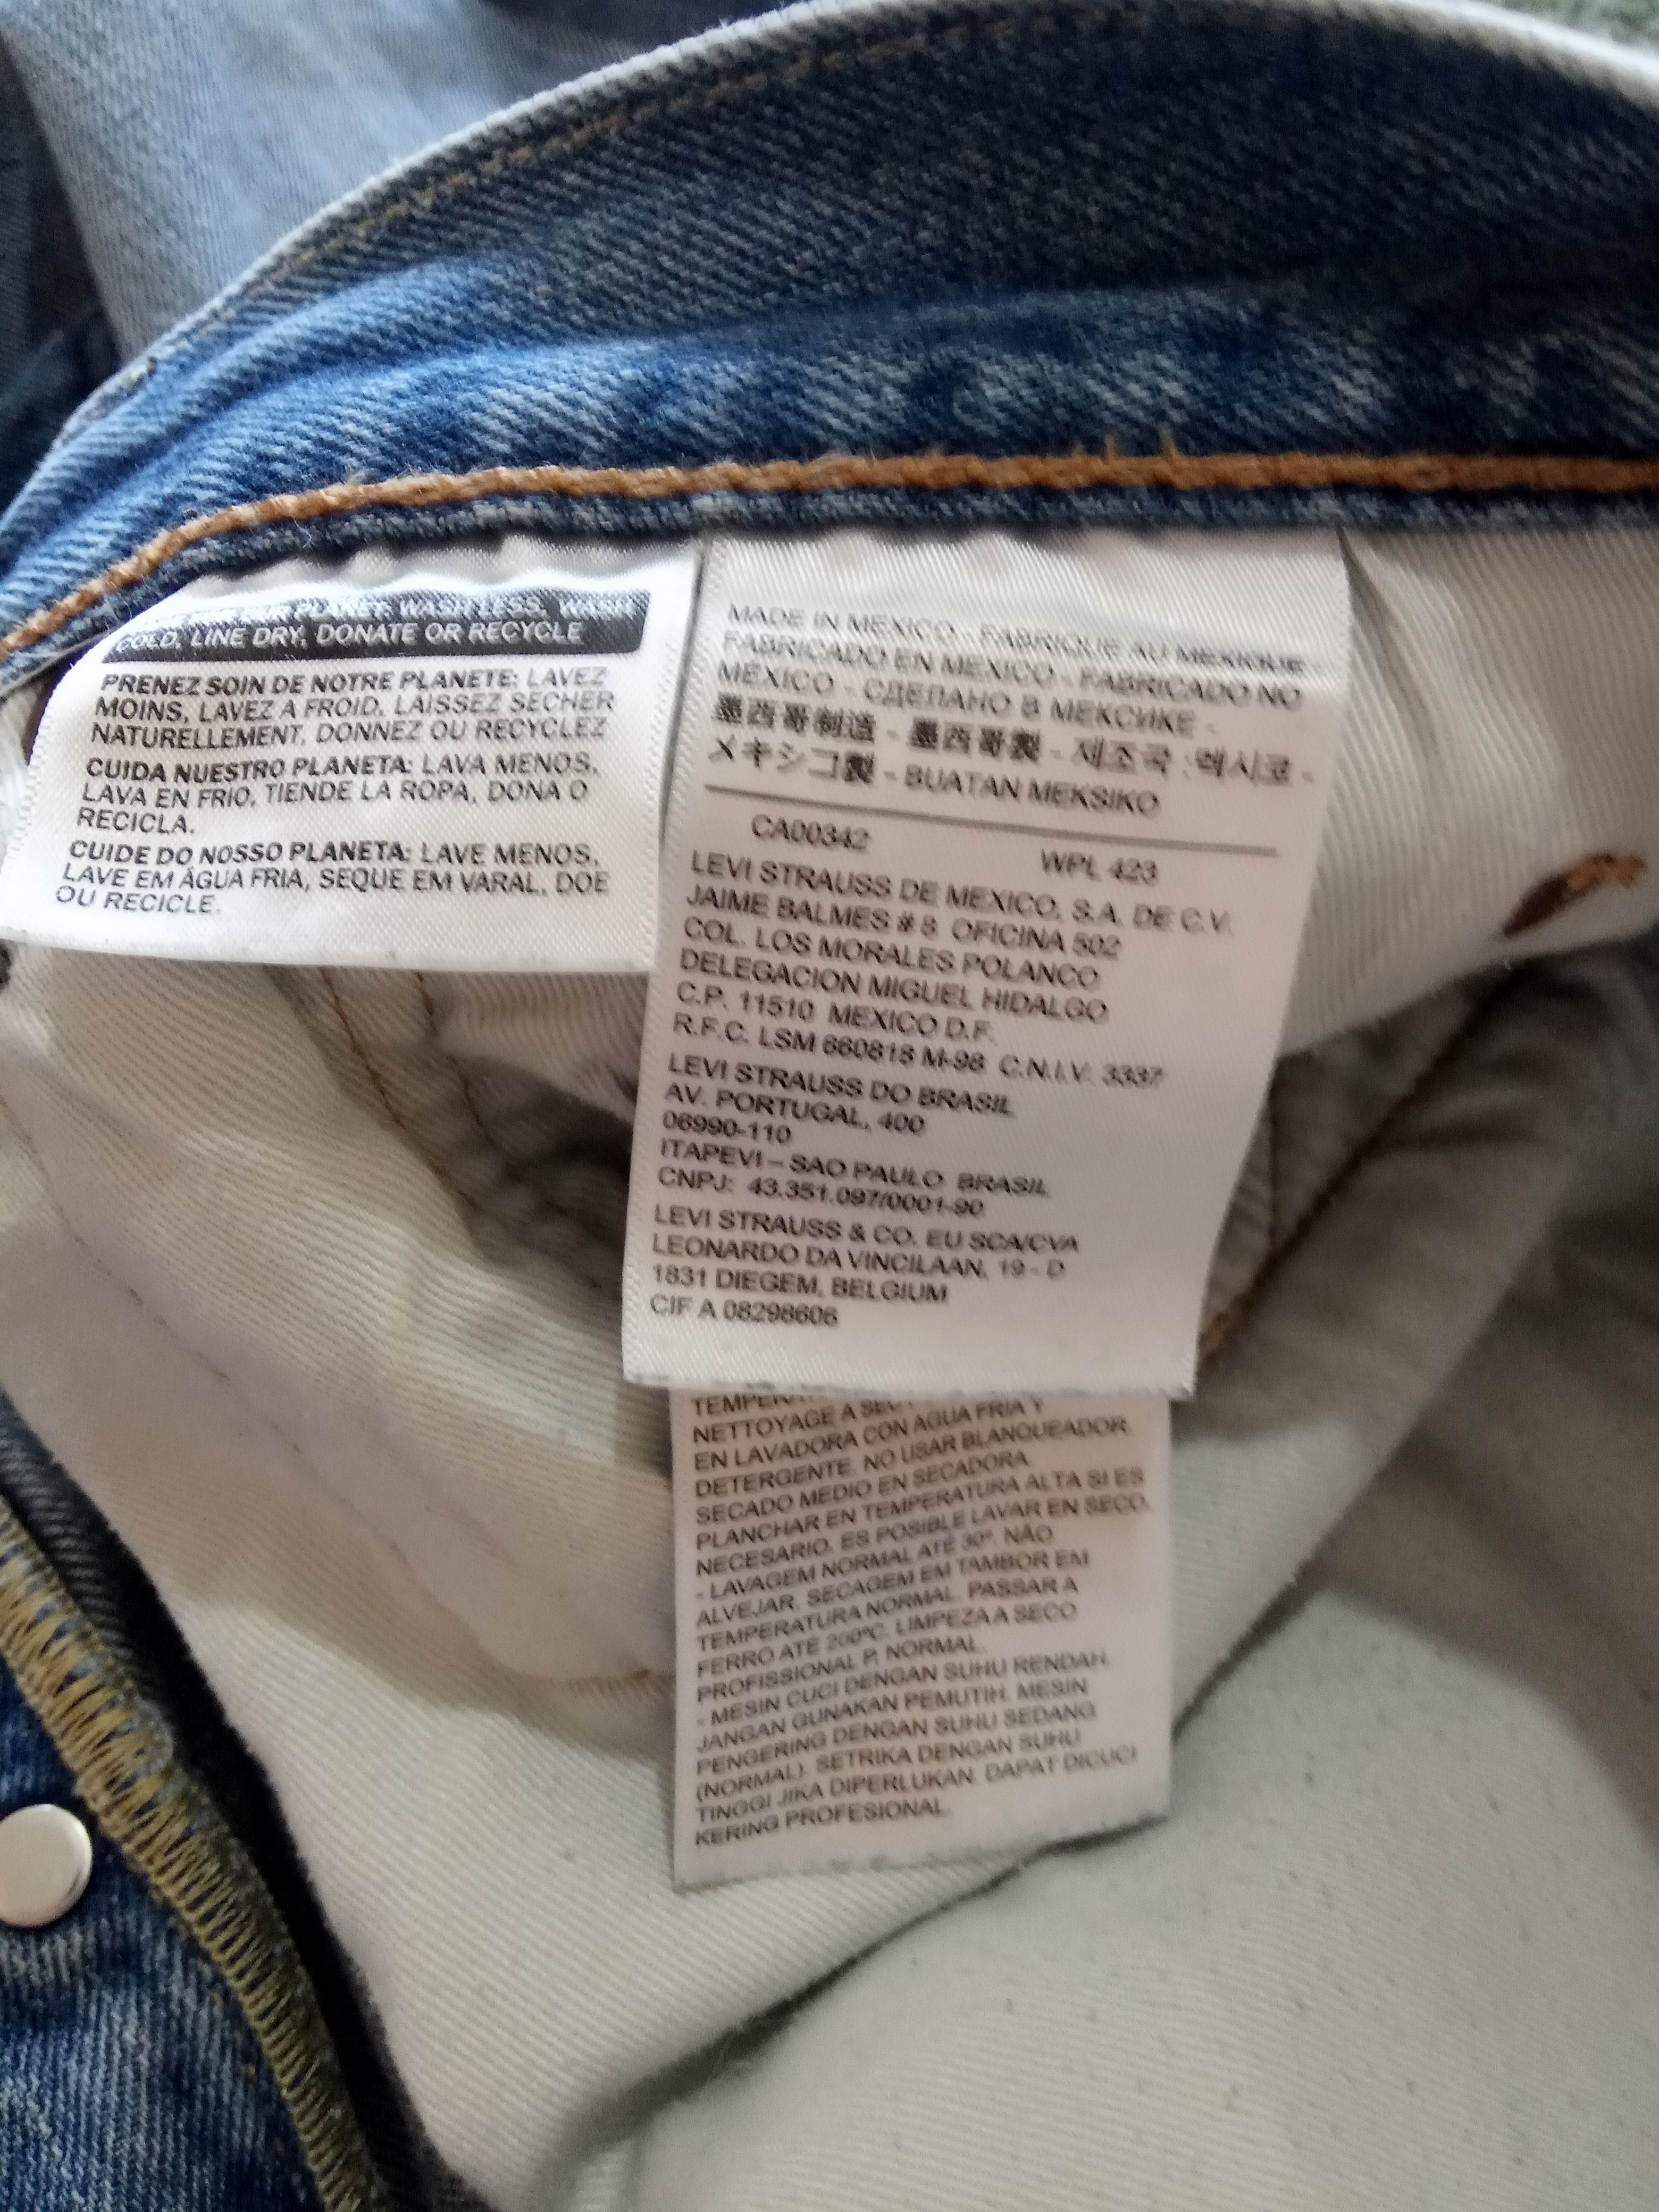 PLANET. WASH LESS, WASH
COLD, LINE DRY, DONATE OR RECYCLE
PRENEZ SOIN DE NOTRE PLANETE: LAVEZ
MOINS, LAVEZ A FROID, LAISSEZ SECHER
NATURELLEMENT, DONNEZ OU RECYCLEZ
CUIDA NUESTRO PLANETA: LAVA MENOS,
LAVA EN FRIO, TIENDE LA ROPA, DONA O
RECICLA.
CUIDE DO NOSSO PLANETA: LAVE MENOS,
LAVE EM ÁGUA FRIA, SEQUE EM VARAL, DOE
OU RECICLE.
MADE IN MEXICO - FABRIQUE AU MEXIQUE
FABRICADO EN MEXICO - FABRICADO NO
MÉXICO - СДЕЛАНО В МЕКСИКЕ -
墨西哥制造 - 墨西哥製 - 제조국 :멕시코 -
メキシコ製 - BUATAN MEKSIKO
CA00342 WPL 423
LEVI STRAUSS DE MEXICO, S.A. DE C.V.
JAIME BALMES # 8 OFICINA 502
COL. LOS MORALES POLANCO
DELEGACION MIGUEL HIDALGO
C.P. 11510 MEXICO D.F.
R.F.C. LSM 660818 M-98 C.N.I.V. 3337
LEVI STRAUSS DO BRASIL
AV. PORTUGAL, 400
06990-110
ITAPEVI – SAO PAULO BRASIL
CNPJ: 43.351.097/0001-90
LEVI STRAUSS & CO. EU SCA/CVA
LEONARDO DA VINCILAAN, 19 - D
1831 DIEGEM, BELGIUM
CIF A 08298606
NETTOYAGE A
EN LAVADORA CON AGUA FRIA Y
DETERGENTE. NO USAR BLANQUEADOR.
SECADO MEDIO EN SECADORA.
PLANCHAR EN TEMPERATURA ALTA SI ES
NECESARIO. ES POSIBLE LAVAR EN SECO.
- LAVAGEM NORMAL ATÉ 30°. NÃO
ALVEJAR. SECAGEM EM TAMBOR EM
TEMPERATURA NORMAL. PASSAR A
FERRO ATÉ 200ºC. LIMPEZA A SECO
PROFISSIONAL P. NORMAL.
- MESIN CUCI DENGAN SUHU RENDAH.
JANGAN GUNAKAN PEMUTIH. MESIN
PENGERING DENGAN SUHU SEDANG
(NORMAL). SETRIKA DENGAN SUHU
TINGGI JIKA DIPERLUKAN. DAPAT DICUCI
KERING PROFESIONAL.